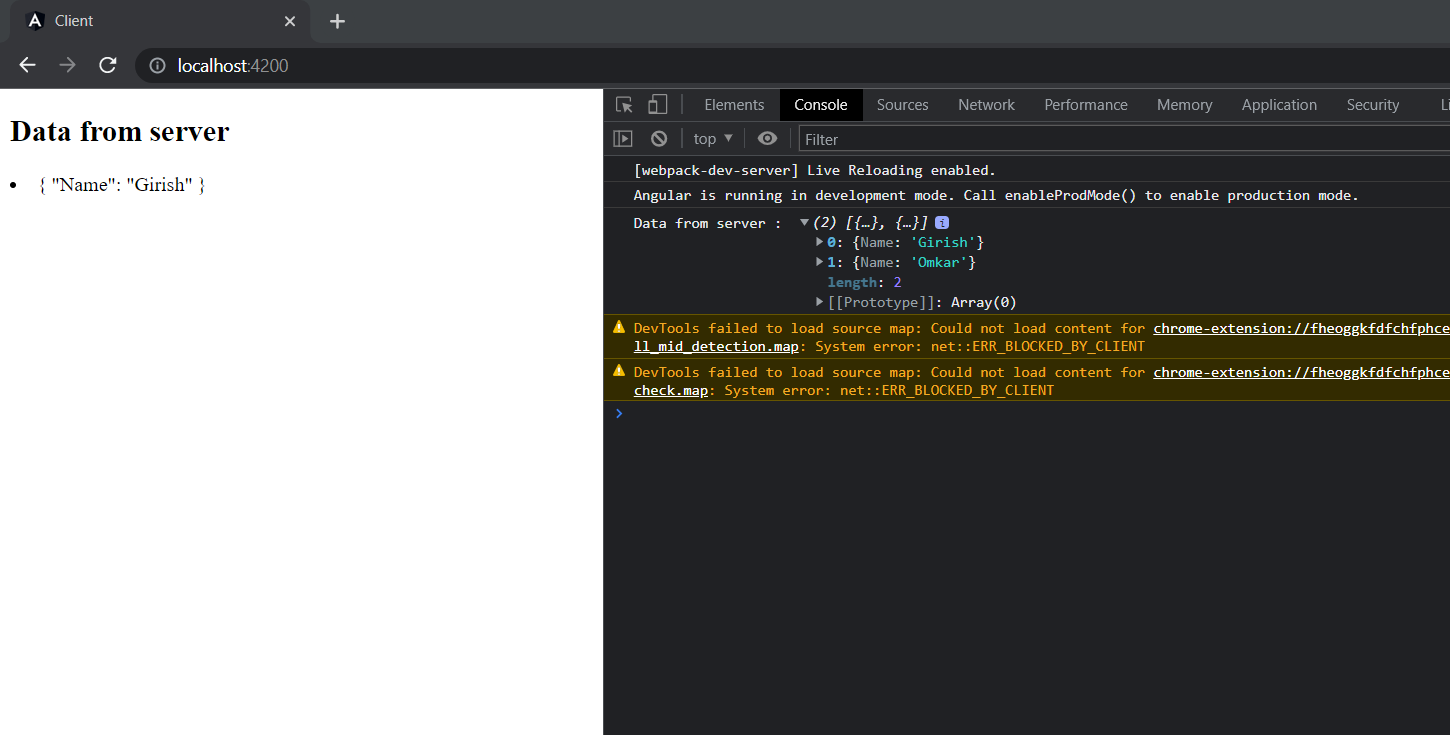 Client
localhost:4200
Data from server
{ "Name": "Girish" }
Elements Console Sources Network Performance Memory Application Security Li
top Filter
[webpack-dev-server] Live Reloading enabled.
Angular is running in development mode. Call enableProdMode() to enable production mode.
Data from server : (2) [{…}, {…}] i
0: {Name: 'Girish'}
1: {Name: 'Omkar'}
length: 2
[[Prototype]]: Array(0)
DevTools failed to load source map: Could not load content for chrome-extension://fheoggkfdfchfphce
ll_mid_detection.map: System error: net::ERR_BLOCKED_BY_CLIENT
DevTools failed to load source map: Could not load content for chrome-extension://fheoggkfdfchfphce
check.map: System error: net::ERR_BLOCKED_BY_CLIENT